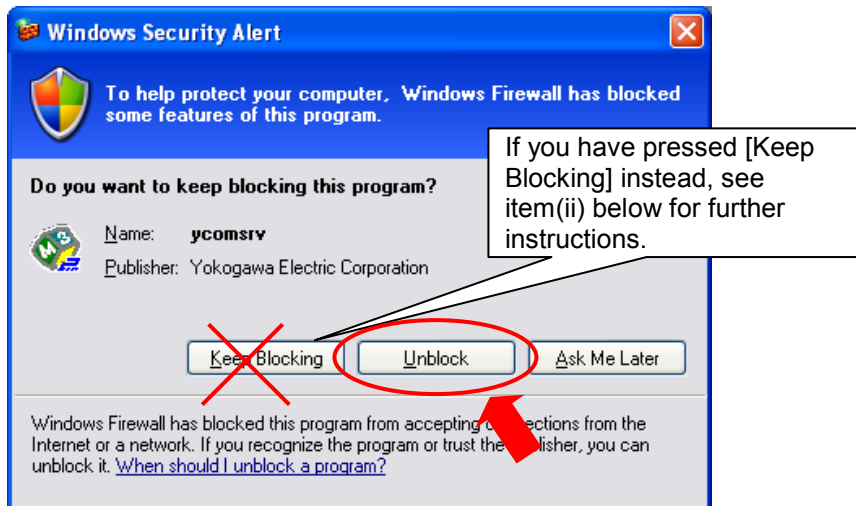 Windows Security Alert
To help protect your computer, Windows Firewall has blocked
some features of this program.
If you have pressed [Keep
Blocking] instead, see
item(ii) below for further
instructions.
Do you want to keep blocking this program?
Name: ycomsrv
Publisher: Yokogawa Electric Corporation
Keep Blocking Unblock Ask Me Later
Windows Firewall has blocked this program from accepting from the
Internet or a network. If you recognize the program or trust the you can
unblock it. When should I unblock a program?